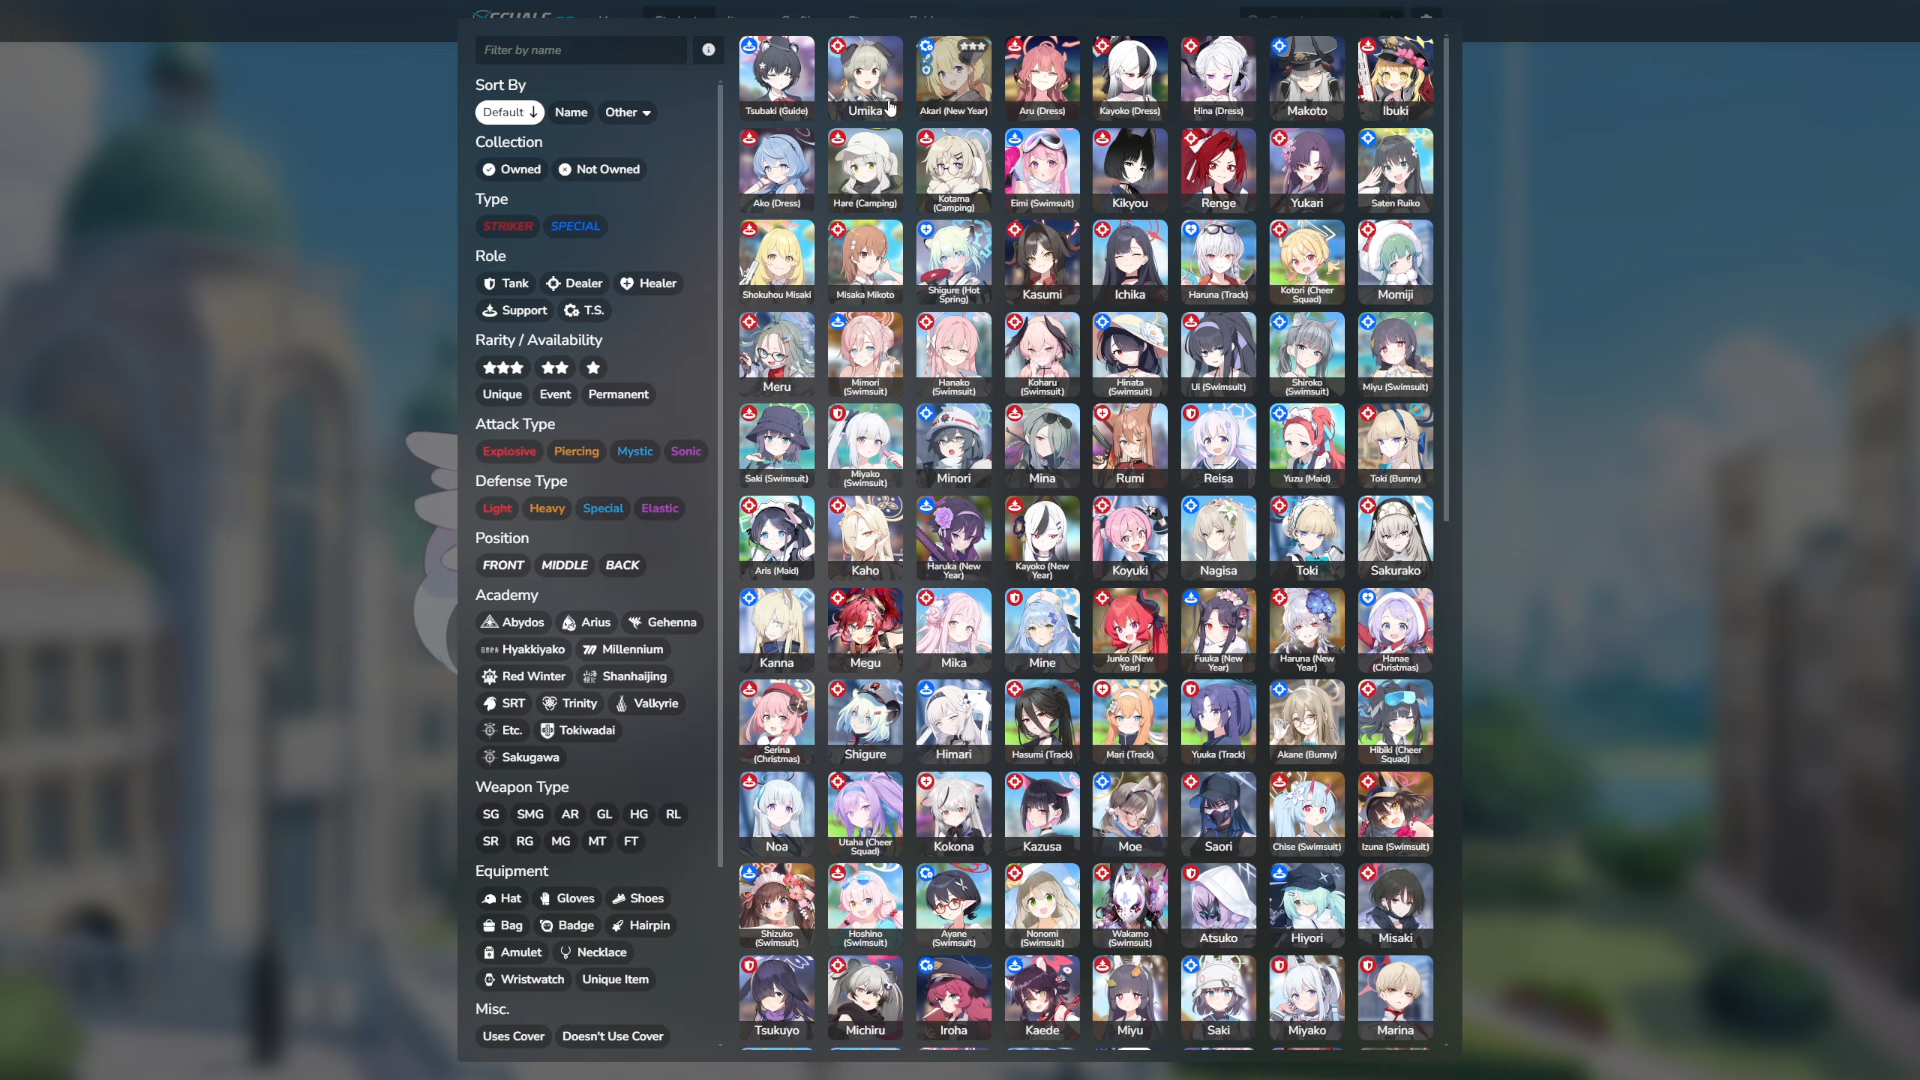 Filter by name
Sort By
Default Name Other
Collection
Owned Not Owned
Type
STRIKER SPECIAL
Role
Tank Dealer Healer
Support T.S.
Rarity / Availability
Unique Event Permanent
Attack Type
Explosive Piercing Mystic Sonic
Defense Type
Light Heavy Special Elastic
Position
FRONT MIDDLE BACK
Academy
Abydos Arius Gehenna
Hyakkiyako Millennium
Red Winter Shanhaijing
SRT Trinity Valkyrie
Etc. Tokiwadai
Sakugawa
Weapon Type
SG SMG AR GL HG RL
SR RG MG MT FT
Equipment
Hat Gloves Shoes
Bag Badge Hairpin
Amulet Necklace
Wristwatch Unique Item
Misc.
Uses Cover Doesn't Use Cover
Tsubaki (Guide) Umika Akari (New Year) Aru (Dress) Kayoko (Dress) Hina (Dress) Makoto Ibuki
Ako (Dress) Hare (Camping) Kotama (Camping) Eimi (Swimsuit) Kikyou Renge Yukari Saten Ruiko
Shokuhou Misaki Misaka Mikoto Shigure (Hot Spring) Kasumi Ichika Haruna (Track) Kotori (Cheer Squad) Momiji
Meru Mimori (Swimsuit) Hanako (Swimsuit) Koharu (Swimsuit) Hinata (Swimsuit) Ui (Swimsuit) Shiroko (Swimsuit) Miyu (Swimsuit)
Saki (Swimsuit) Miyako (Swimsuit) Minori Mina Rumi Reisa Yuzu (Maid) Toki (Bunny)
Aris (Maid) Kaho Haruka (New Year) Kayoko (New Year) Koyuki Nagisa Toki Sakurako
Kanna Megu Mika Mine Junko (New Year) Fuuka (New Year) Haruna (New Year) Hanae (Christmas)
Serina (Christmas) Shigure Himari Hasumi (Track) Mari (Track) Yuuka (Track) Akane (Bunny) Hibiki (Cheer Squad)
Noa Utaha (Cheer Squad) Kokona Kazusa Moe Saori Chise (Swimsuit) Izuna (Swimsuit)
Shizuko (Swimsuit) Hoshino (Swimsuit) Ayane (Swimsuit) Nonomi (Swimsuit) Wakamo (Swimsuit) Atsuko Hiyori Misaki
Tsukuyo Michiru Iroha Kaede Miyu Saki Miyako Marina